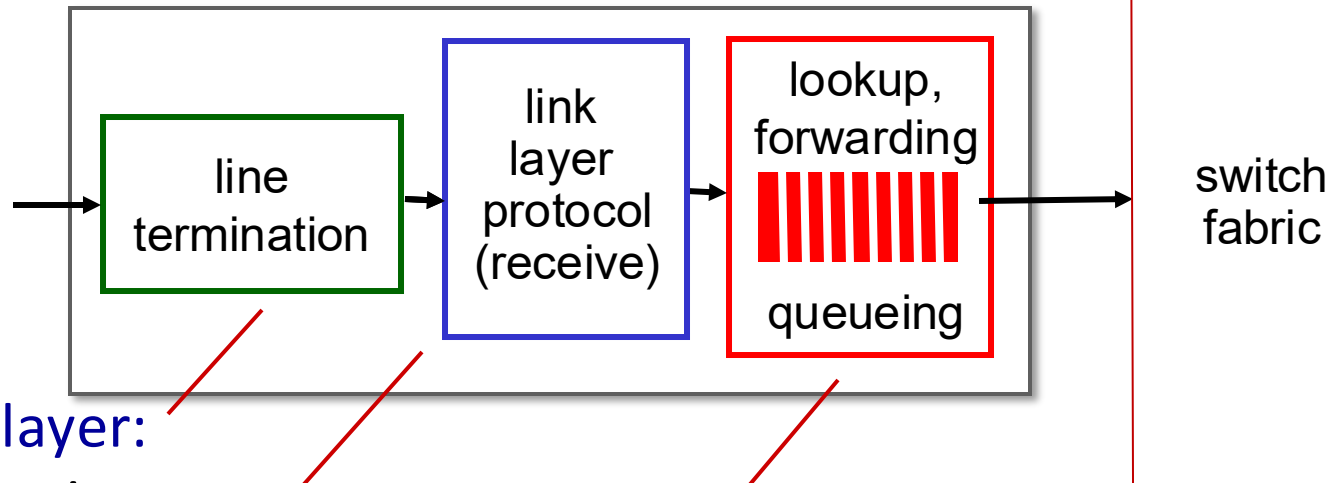 line
termination
link
layer
protocol
(receive)
lookup,
forwarding
queueing
switch
fabric
layer: